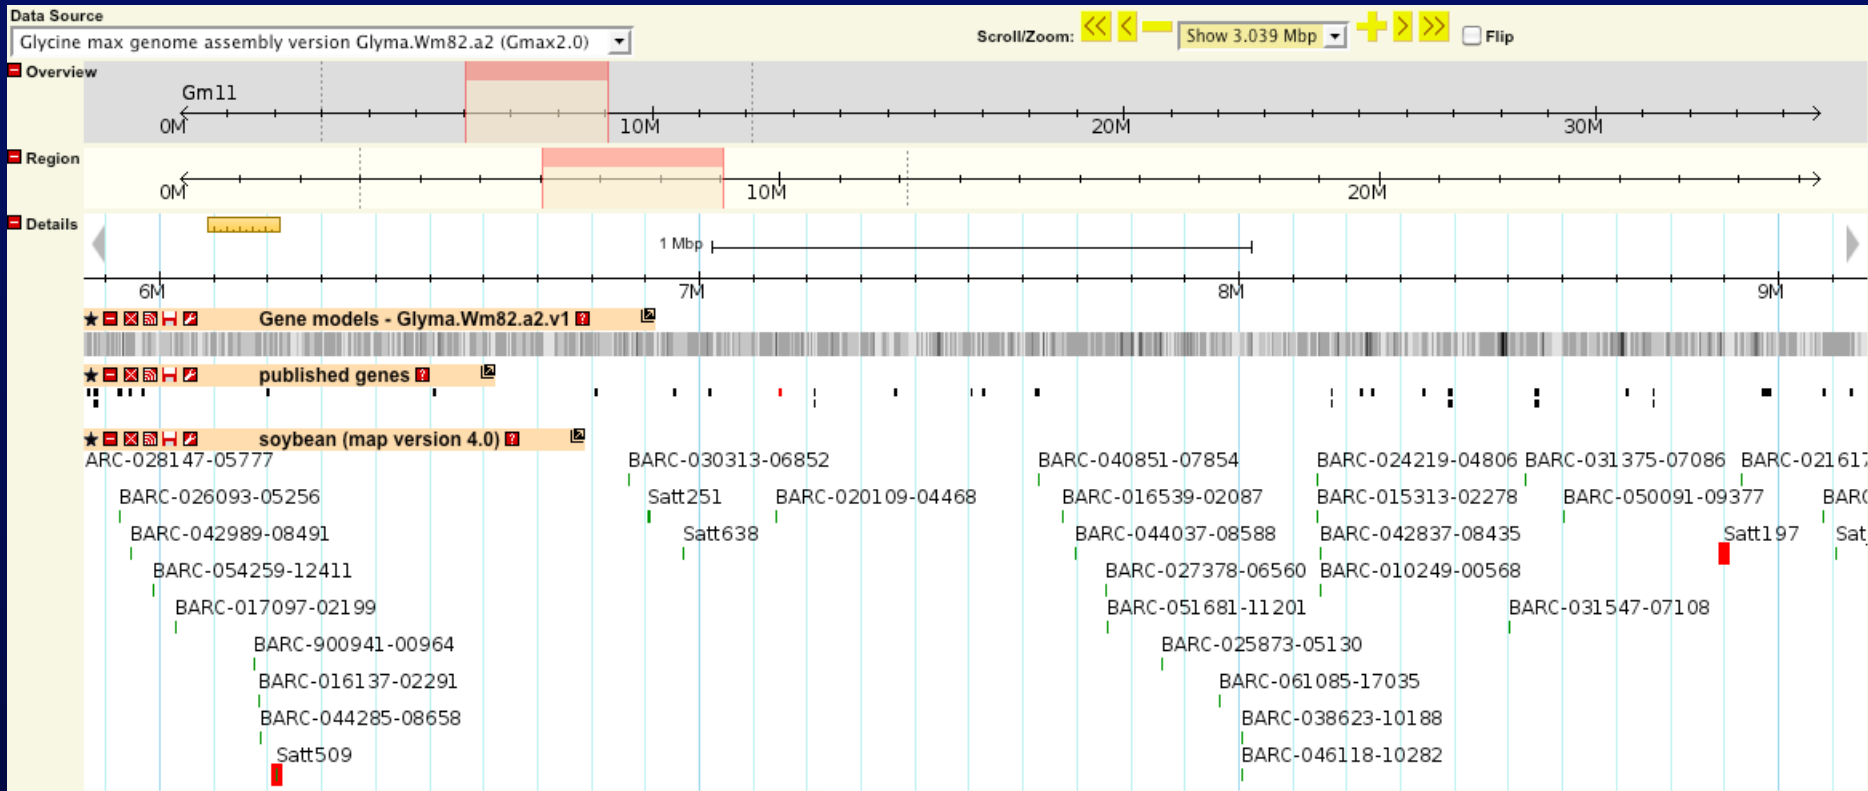 Data Source
Glycine max genome assembly version Glyma.Wm82.a2 (Gmax2.0)
Scroll/Zoom: Show 3.039 Mbp Flip
Overview
Gm11
0M 10M 20M 30M
Region
0M 10M 20M
Details
1 Mbp
6M 7M 8M 9M
Gene models - Glyma.Wm82.a2.v1
published genes
soybean (map version 4.0)
ARC-028147-05777 BARC-030313-06852 BARC-040851-07854 BARC-024219-04806 BARC-031375-07086 BARC-021617
BARC-026093-05256 Satt251 BARC-020109-04468 BARC-016539-02087 BARC-015313-02278 BARC-050091-09377 BARC
BARC-042989-08491 Satt638 BARC-044037-08588 BARC-042837-08435 Satt197 Sat
BARC-054259-12411 BARC-027378-06560 BARC-010249-00568
BARC-017097-02199 BARC-051681-11201 BARC-031547-07108
BARC-900941-00964 BARC-025873-05130
BARC-016137-02291 BARC-061085-17035
BARC-044285-08658 BARC-038623-10188
Satt509 BARC-046118-10282